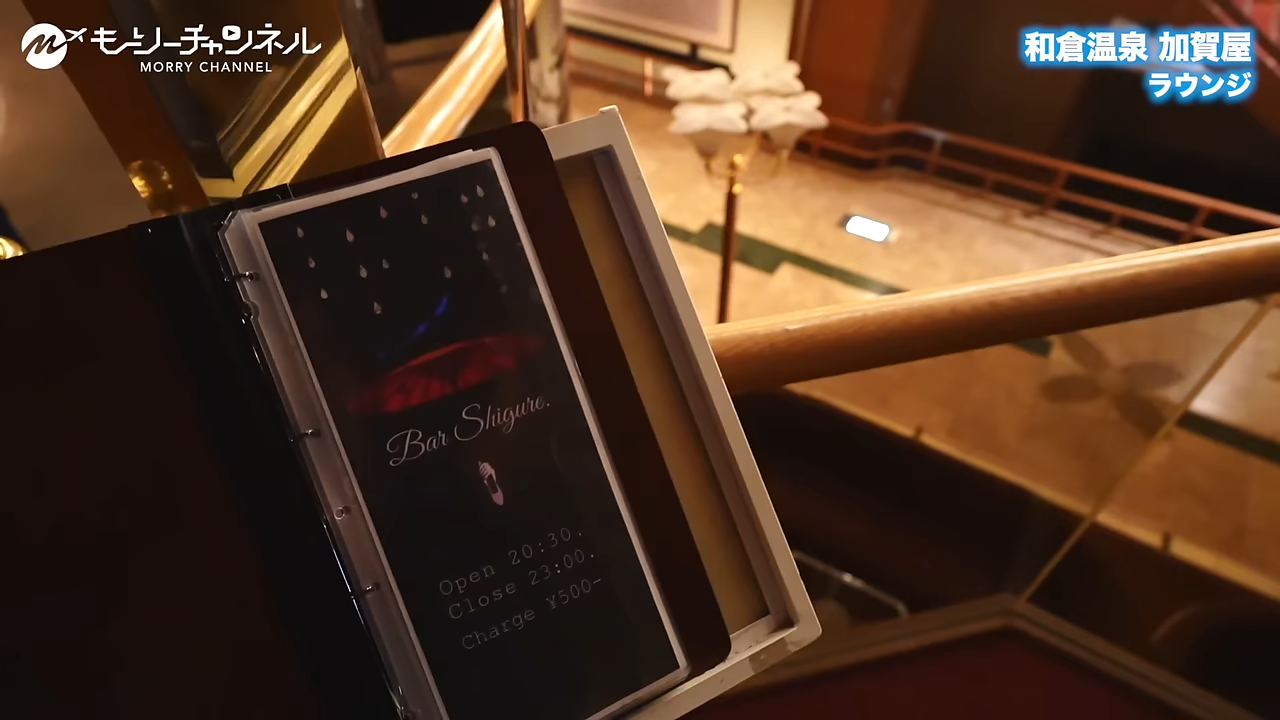 モーリーチャンネル
MORRY CHANNEL
和倉温泉 加賀屋
ラウンジ
Bar Shigure.
Open 20:30.
Close 23:00.
Charge ¥500-